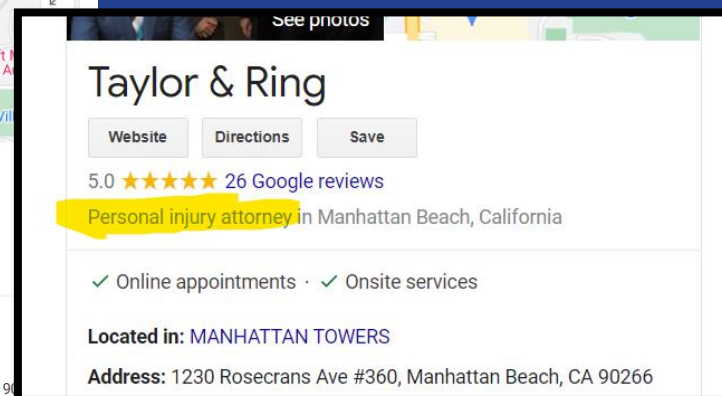 See photos
Taylor & Ring
Website Directions Save
5.0 26 Google reviews
Personal injury attorney in Manhattan Beach, California
✓ Online appointments · ✓ Onsite services
Located in: MANHATTAN TOWERS
Address: 1230 Rosecrans Ave #360, Manhattan Beach, CA 90266